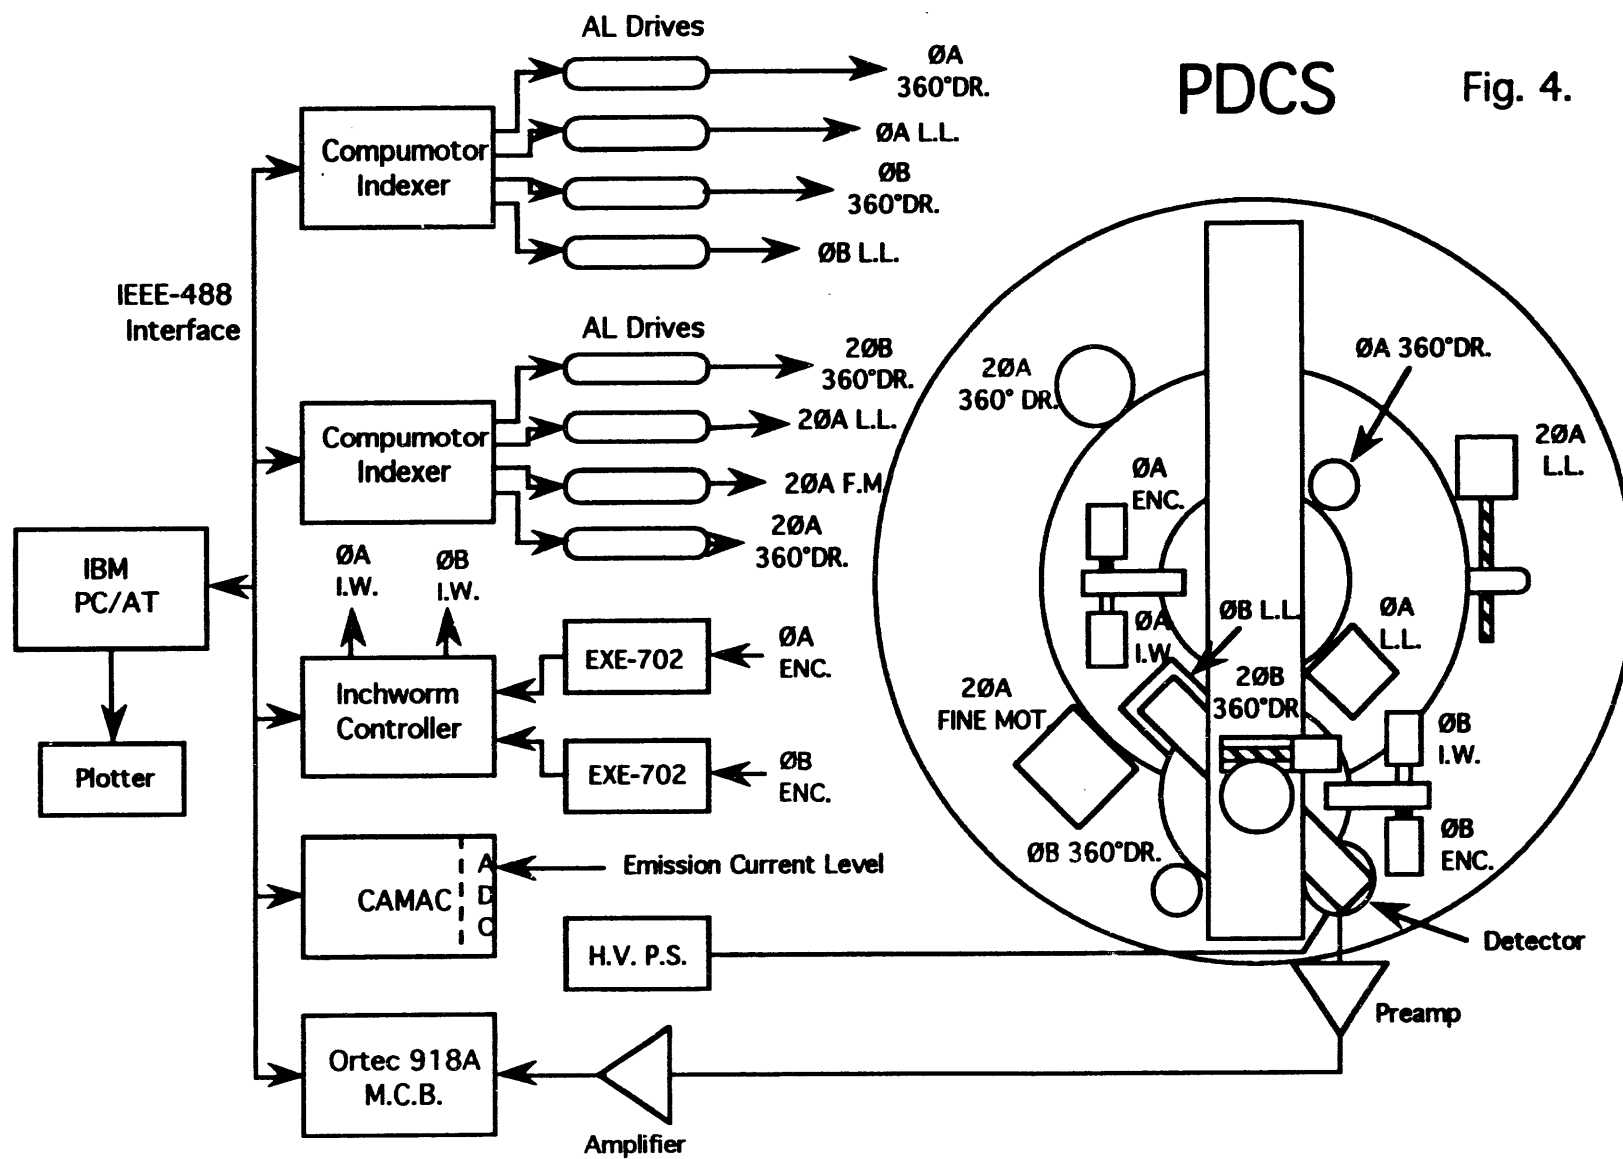 AL Drives
ØA
360°DR.
ØA L.L.
ØB
360°DR.
ØB L.L.
Compumotor
Indexer
PDCS
Fig. 4.
IEEE-488
Interface
AL Drives
2ØB
360°DR.
2ØA L.L.
2ØA F.M.
2ØA
360°DR.
Compumotor
Indexer
IBM
PC/AT
Plotter
ØA
I.W.
ØB
I.W.
Inchworm
Controller
EXE-702
ØA
ENC.
EXE-702
ØB
ENC.
CAMAC
A
D
C
Emission Current Level
H.V. P.S.
Ortec 918A
M.C.B.
Amplifier
2ØA
360° DR.
ØA 360°DR.
2ØA
L.L.
ØA
ENC.
ØA
I.W.
ØB L.L.
ØA
L.L.
2ØA
FINE MOT.
2ØB
360°DR
ØB
I.W.
ØB 360°DR.
ØB
ENC.
Detector
Preamp